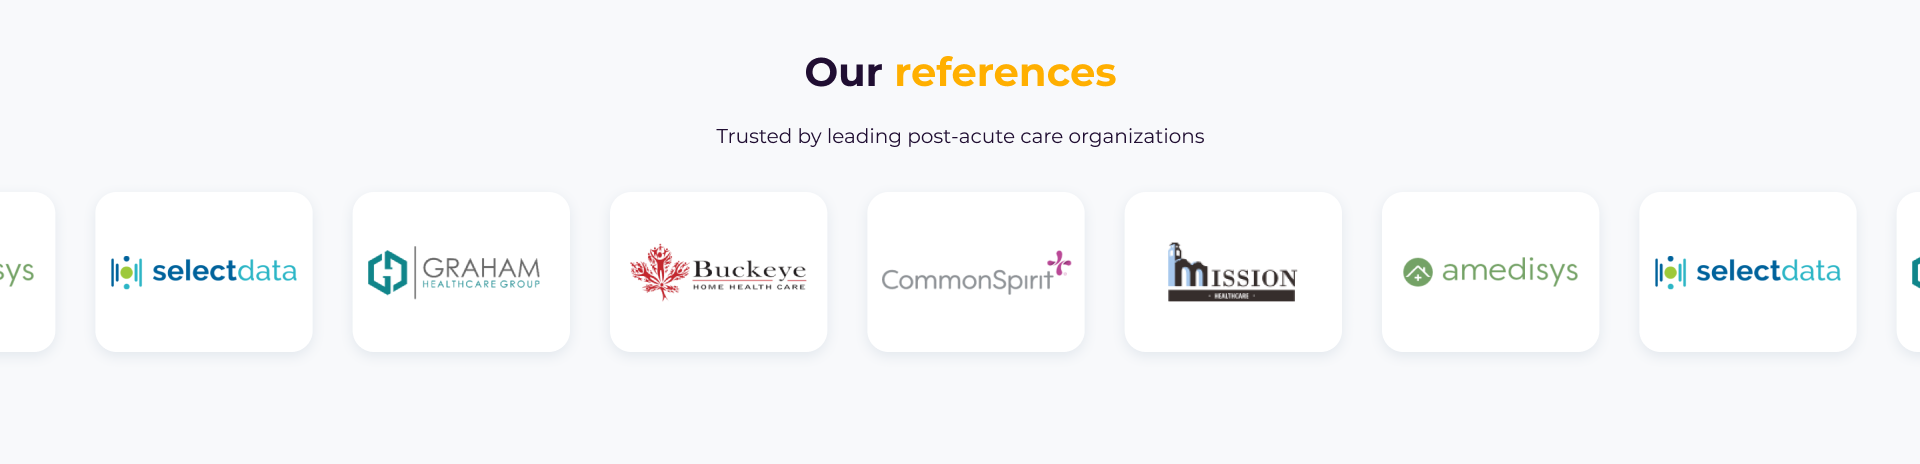 Our references
Trusted by leading post-acute care organizations
sys
selectdata
GRAHAM
HEALTHCARE GROUP
Buckeye
HOME HEALTH CARE
CommonSpirit
MISSION
· HEALTHCARE ·
amedisys
selectdata